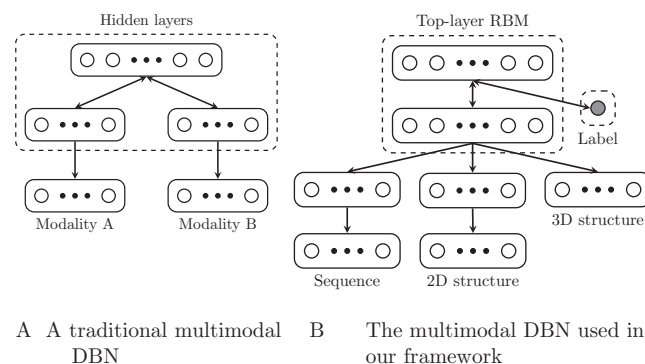 Hidden layers
Top-layer RBM
Label
Modality A
Modality B
3D structure
Sequence
2D structure
A A traditional multimodal
DBN
B The multimodal DBN used in
our framework